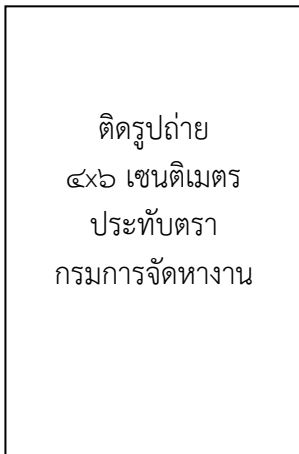 ติดรูปถ่าย
๔x๖ เซนติเมตร
ประทับตรา
กรมการจัดหางาน